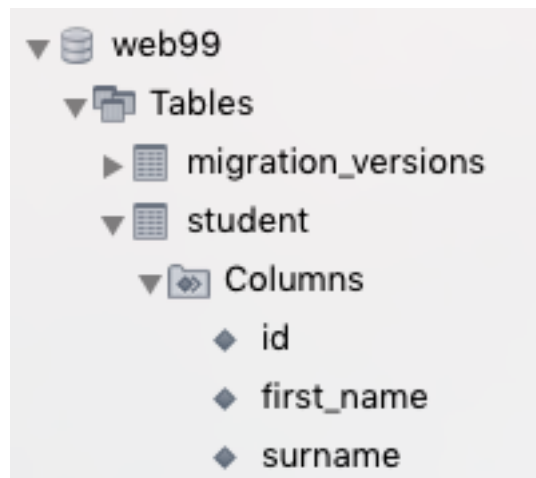 web99
Tables
migration_versions
student
Columns
id
first_name
surname